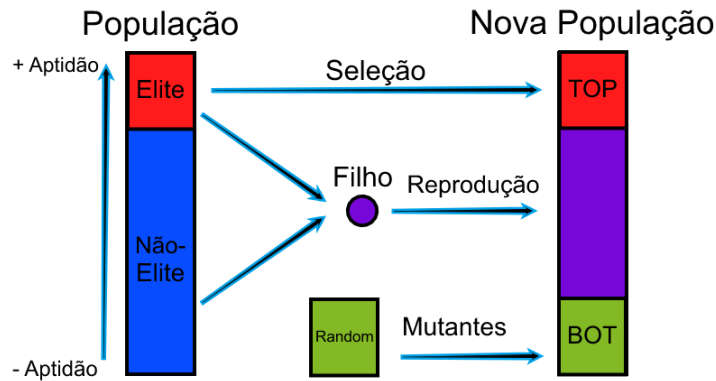 População
Nova População
+ Aptidão
Elite
Seleção
TOP
Filho
Reprodução
Não-
Elite
Random
Mutantes
BOT
- Aptidão